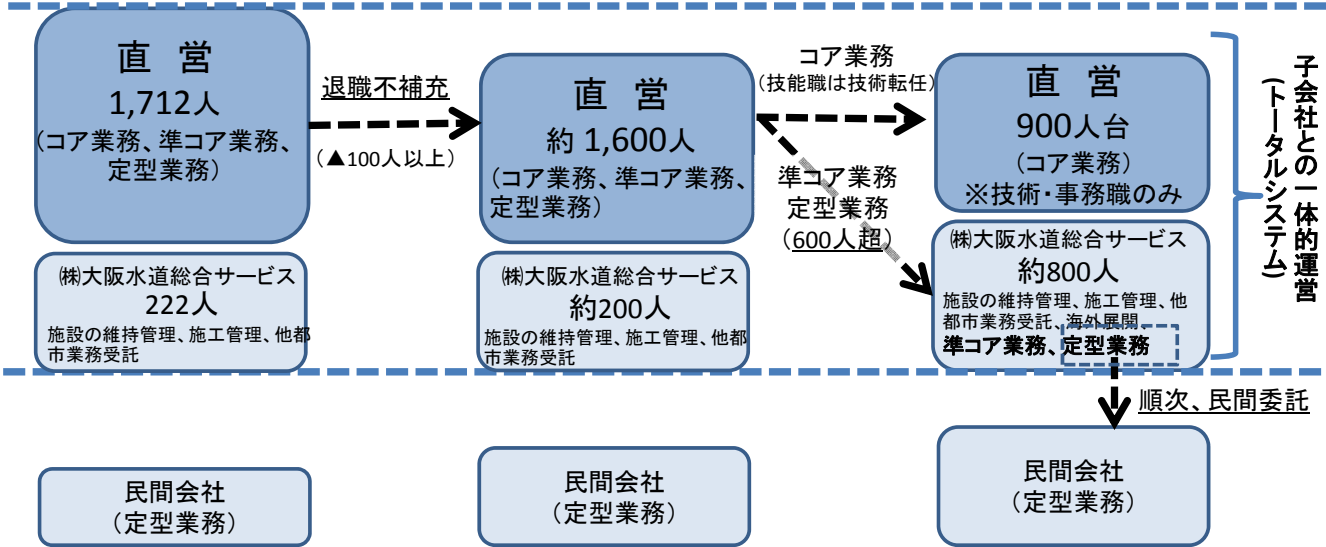 直 営
1,712人
(コア業務、準コア業務、
定型業務)
㈱大阪水道総合サービス
222人
施設の維持管理、施工管理、他都
市業務受託
民間会社
(定型業務)
退職不補充
(▲100人以上)
直 営
約 1,600人
(コア業務、準コア業務、
定型業務)
㈱大阪水道総合サービス
約200人
施設の維持管理、施工管理、他都
市業務受託
民間会社
(定型業務)
コア業務
(技能職は技術転任)
準コア業務
定型業務
(600人超)
直 営
900人台
(コア業務)
※技術・事務職のみ
㈱大阪水道総合サービス
約800人
施設の維持管理、施工管理、他
都市業務受託、海外展開、
準コア業務、定型業務
順次、民間委託
民間会社
(定型業務)
子会社との一体的運営
(トータルシステム)